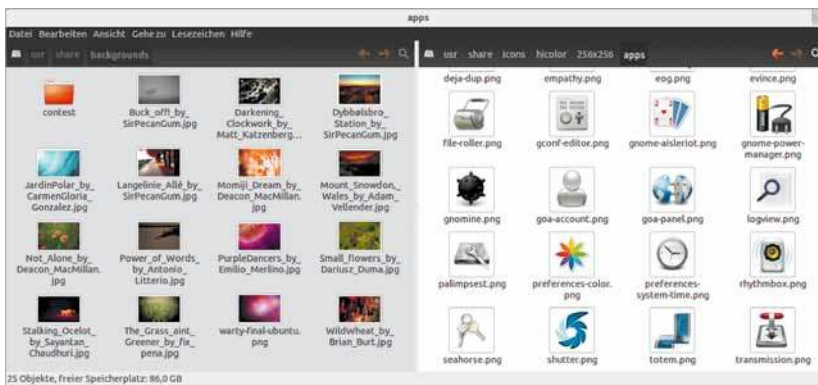 apps
Datei Bearbeiten Ansicht Gehe zu Lesezeichen Hilfe
usr share backgrounds
contest
Buck_off!_by_
SirPecanGum.jpg
Darkening_
Clockwork_by_
Matt_Katzenberg...
Dybbølsbro_
Station_by_
SirPecanGum.jpg
JardinPolar_by_
CarmenGloria_
Gonzalez.jpg
Langelinie_Allé_by_
SirPecanGum.jpg
Momiji_Dream_by_
Deacon_MacMillan.
jpg
Mount_Snowdon,_
Wales_by_Adam_
Vellender.jpg
Not_Alone_by_
Deacon_MacMillan.
jpg
Power_of_Words_
by_Antonio_
Litterio.jpg
PurpleDancers_by_
Emilio_Merlino.jpg
Small_flowers_by_
Dariusz_Duma.jpg
Stalking_Ocelot_
by_Sayantan_
Chaudhuri.jpg
The_Grass_aint_
Greener_by_fix_
pena.jpg
warty-final-ubuntu.
png
WildWheat_by_
Brian_Burt.jpg
usr share icons hicolor 256x256 apps
deja-dup.png
empathy.png
eog.png
evince.png
file-roller.png
gconf-editor.png
gnome-aisleriot.png
gnome-power-
manager.png
gnomine.png
goa-account.png
goa-panel.png
logview.png
palimpsest.png
preferences-color.
png
preferences-
system-time.png
rhythmbox.png
seahorse.png
shutter.png
totem.png
transmission.png
25 Objekte, freier Speicherplatz: 86,0 GB